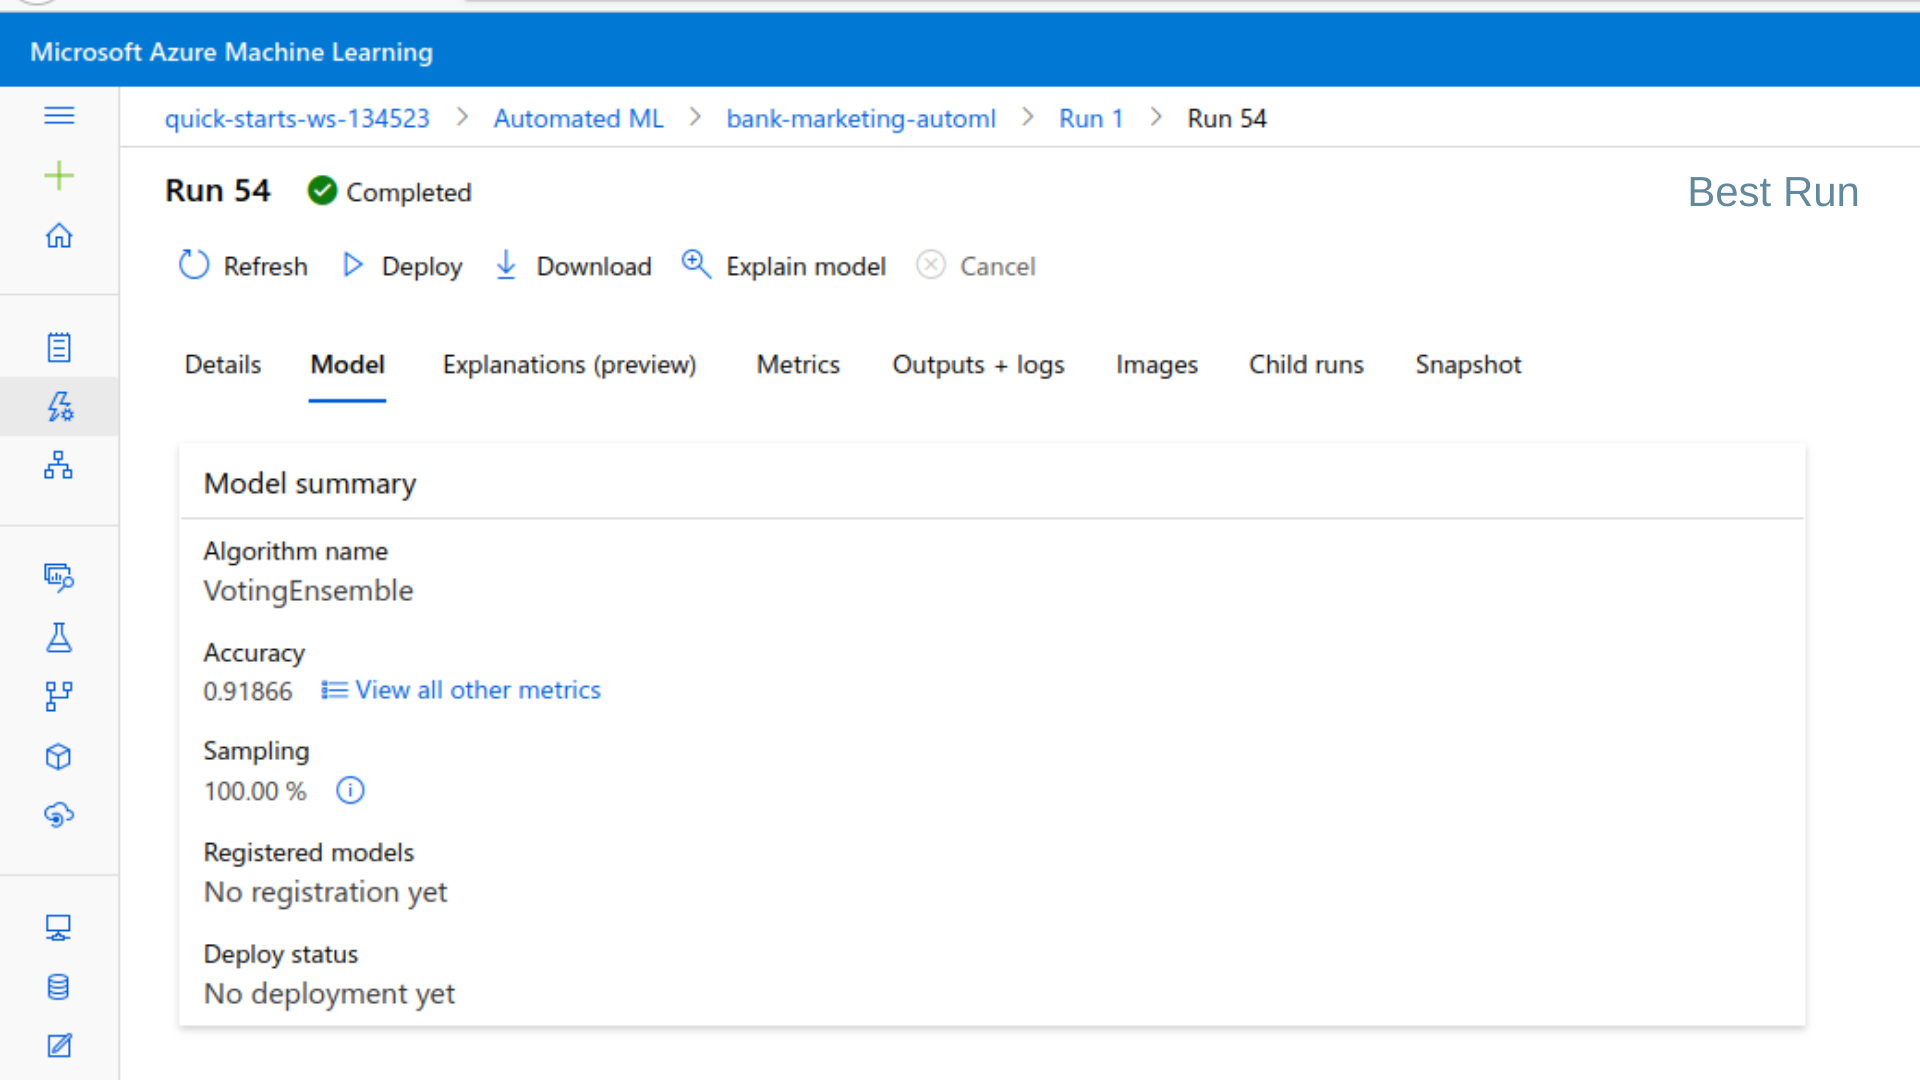 Microsoft Azure Machine Learning
quick-starts-ws-134523 > Automated ML > bank-marketing-automl > Run 1 > Run 54
Run 54 Completed
Best Run
Refresh Deploy Download Explain model Cancel
Details Model Explanations (preview) Metrics Outputs + logs Images Child runs Snapshot
Model summary
Algorithm name
VotingEnsemble
Accuracy
0.91866 View all other metrics
Sampling
100.00 %
Registered models
No registration yet
Deploy status
No deployment yet